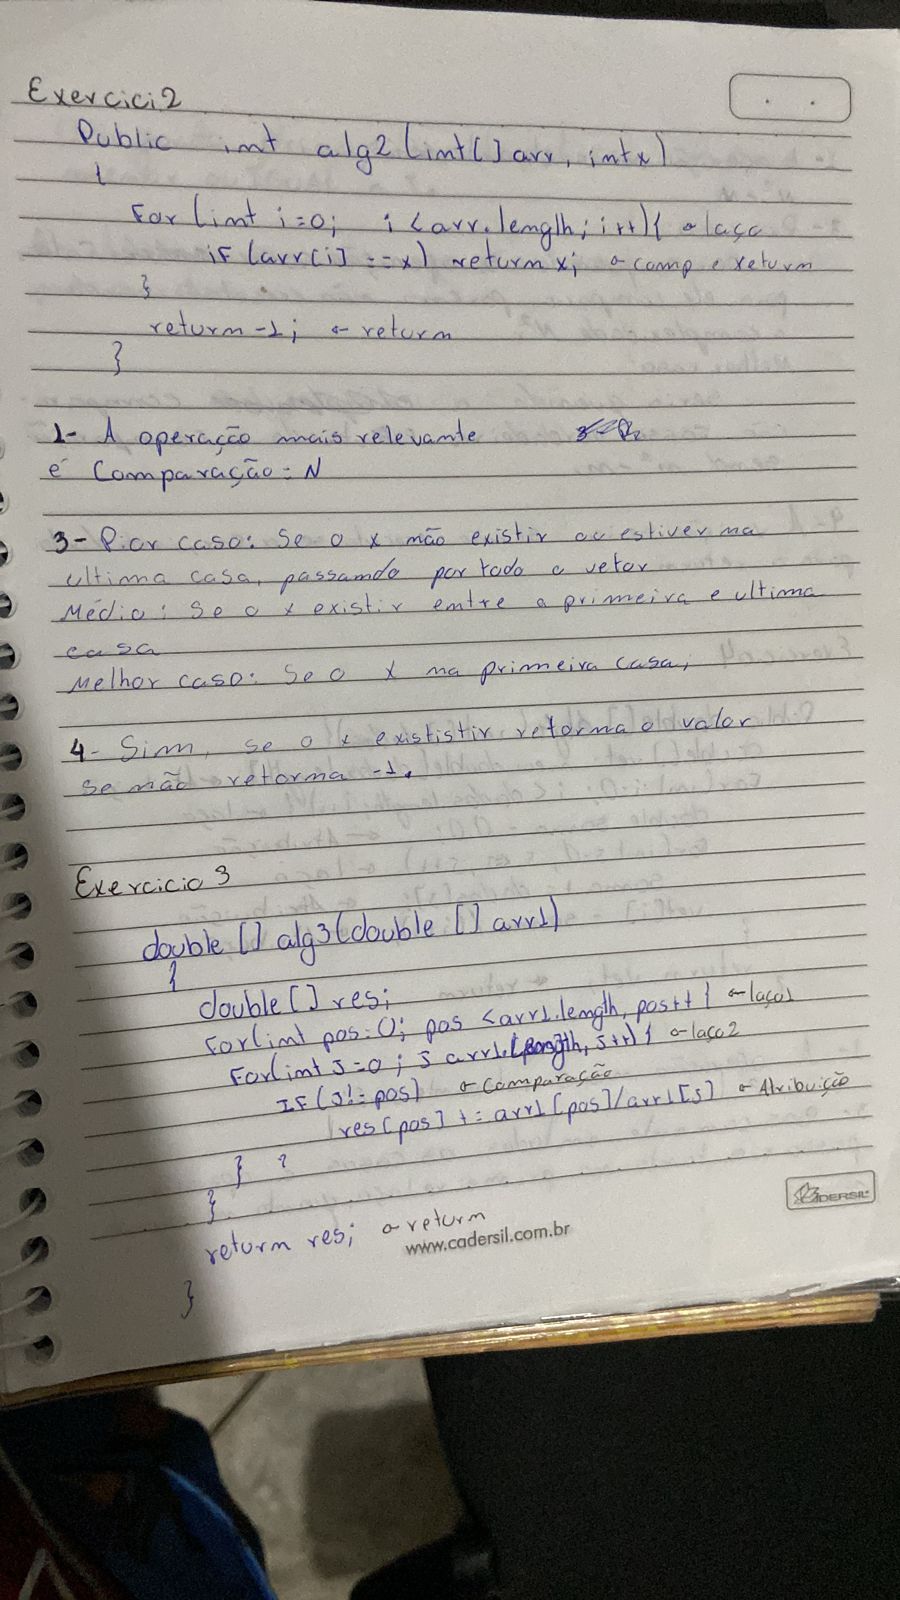 Exercici2
Public int alg2(int[] arr, int x)
{
For(int i=0; i<arr.length; i++){ ← laço
iF (arr[i] == x) return x; ← comp e return
}
return -1; ← return
}
1- A operação mais relevante
é Comparação: N
3- Pior caso: Se o x não existir ou estiver na
ultima casa, passando por todo o vetor
Médio: Se o x existir entre a primeira e ultima
casa
Melhor caso: Se o x na primeira casa;
4- Sim, se o x exististir retorna o valor
se não retorna -1.
Exercicio 3
double [] alg3(double [] arr1)
{
double[] res;
For(int pos=0; pos <arr1.length, pos++ { ← laço1
For(int J=0; J arr1.length, J++){ ← laço2
IF (J!= pos) ← Comparação
res[pos] += arr1[pos]/arr1[J] ← Atribuição
} }
}
return res; ← return
}
CADERSIL
www.cadersil.com.br